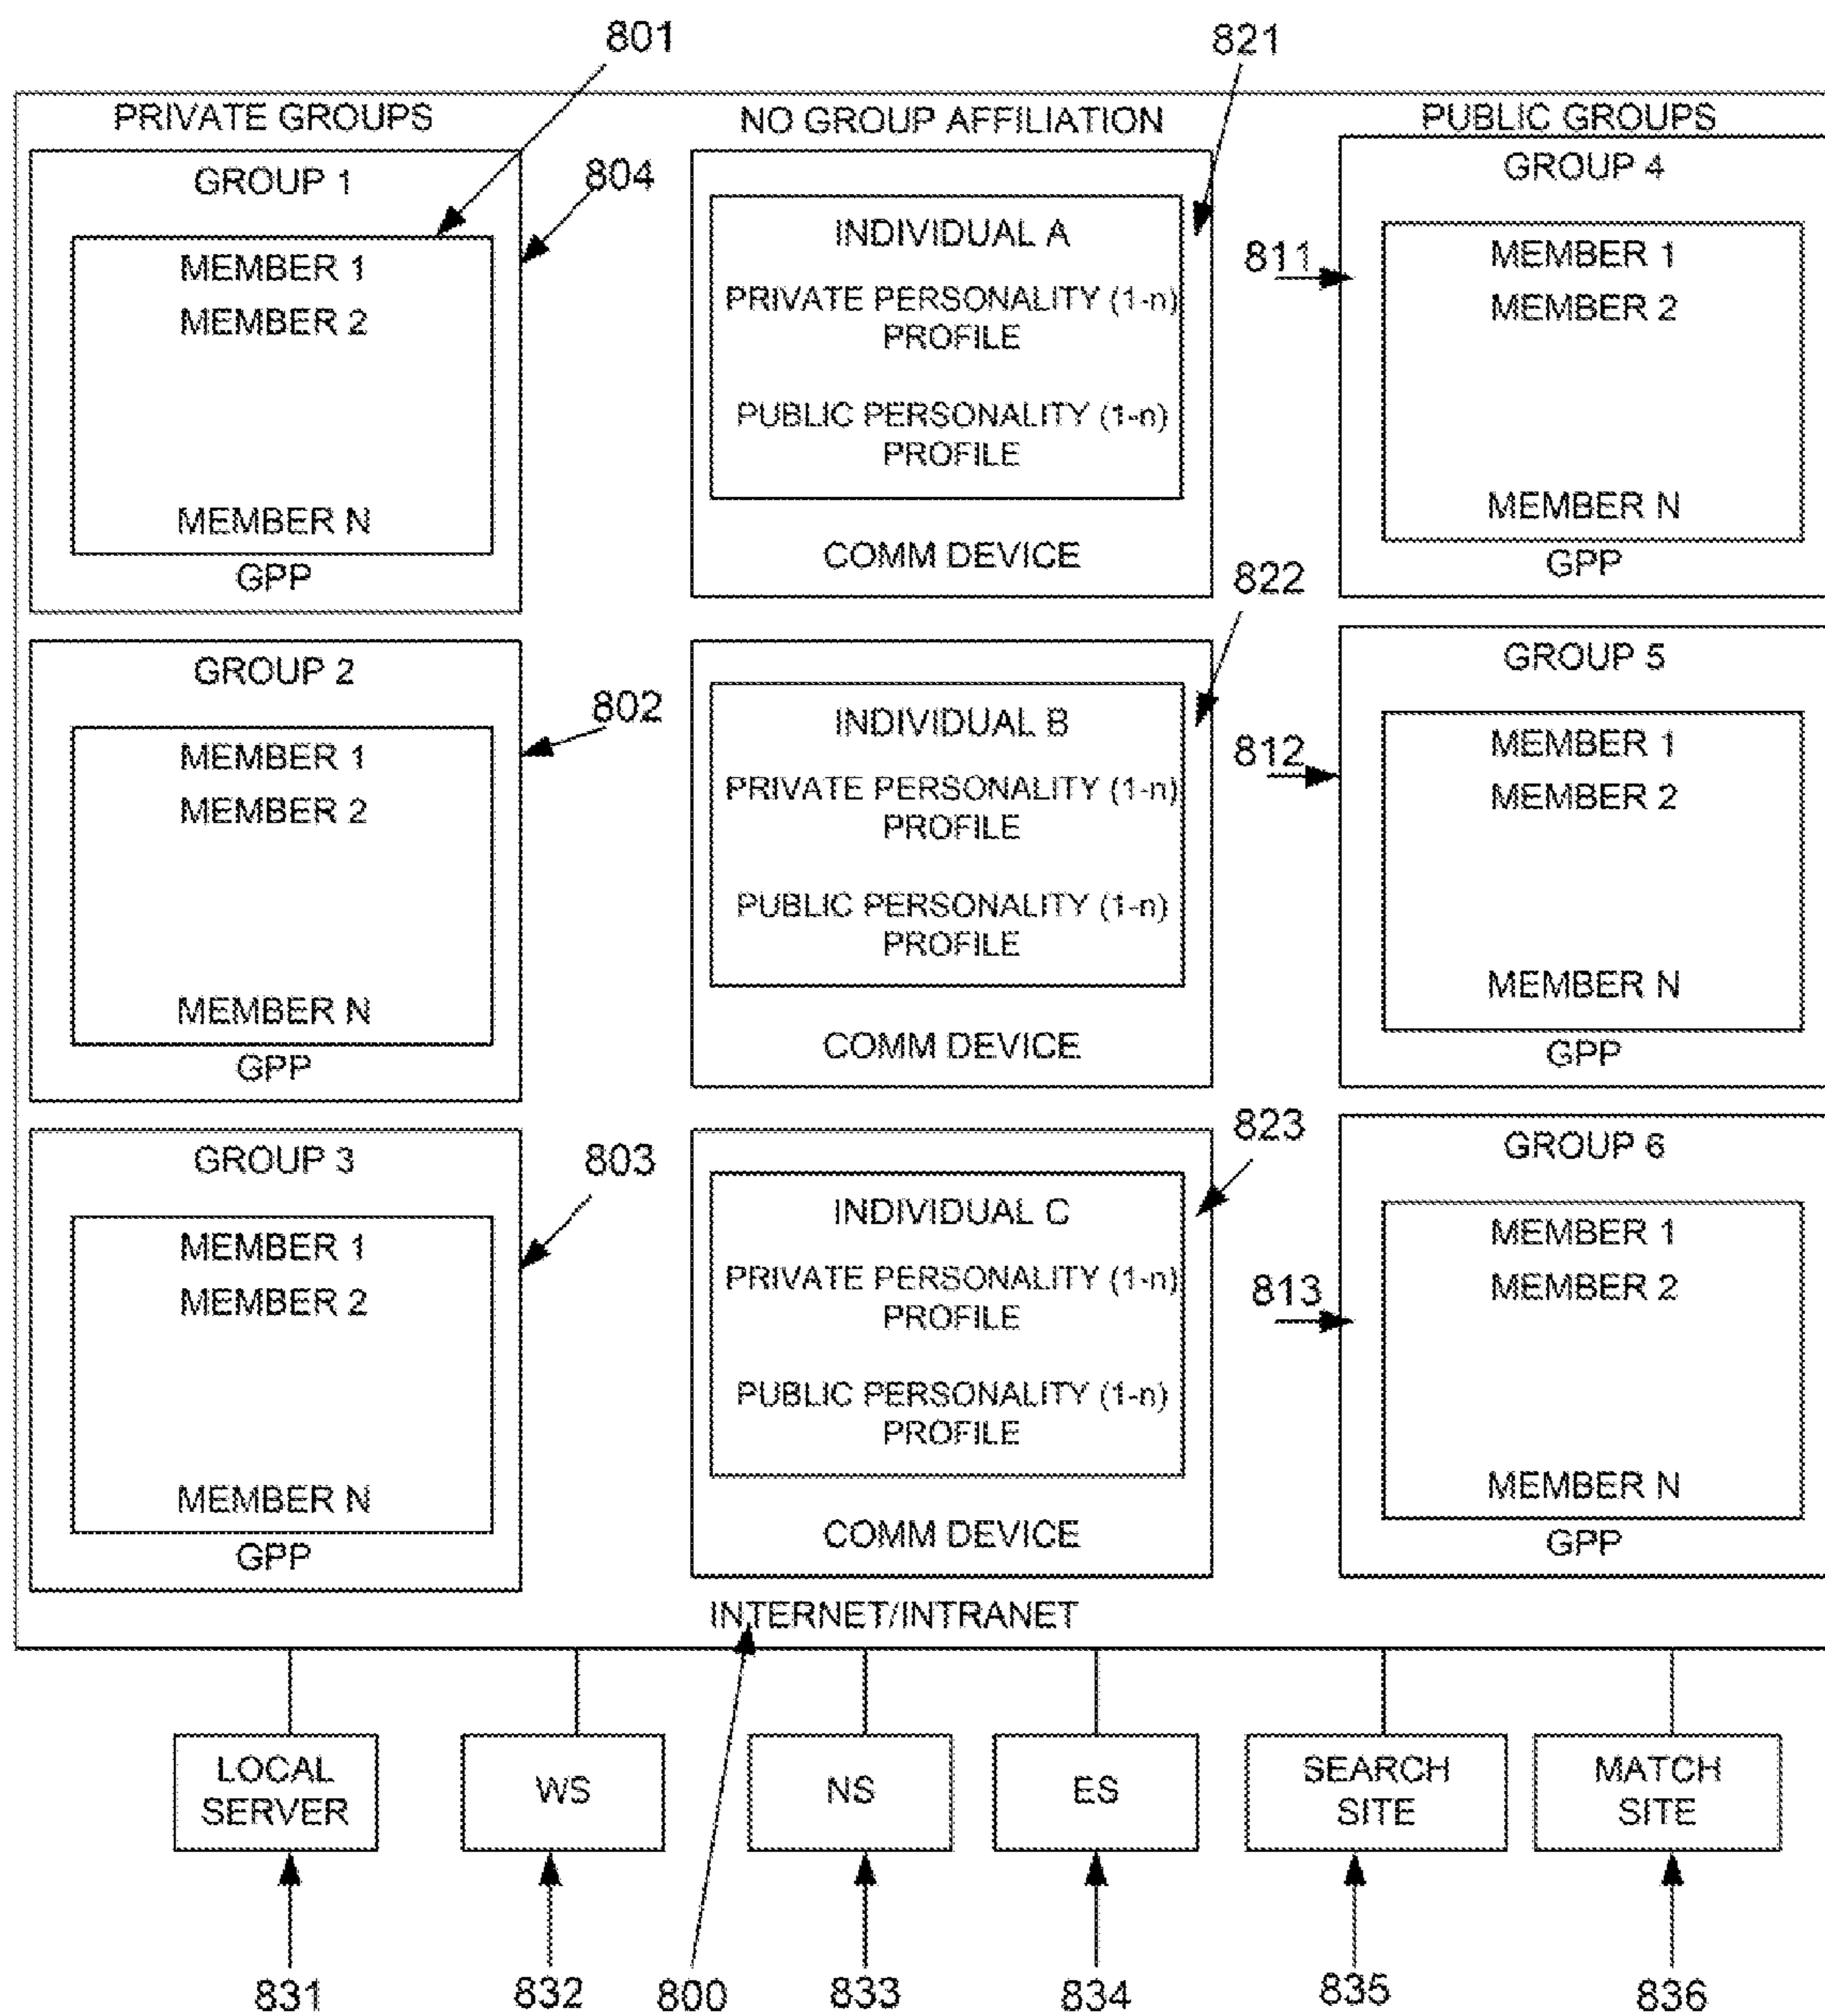 801
821
PRIVATE GROUPS
NO GROUP AFFILIATION
PUBLIC GROUPS
GROUP 1
804
MEMBER 1
MEMBER 2
MEMBER N
GPP
INDIVIDUAL A
PRIVATE PERSONALITY (1-n)
PROFILE
PUBLIC PERSONALITY (1-n)
PROFILE
COMM DEVICE
811
GROUP 4
MEMBER 1
MEMBER 2
MEMBER N
GPP
822
GROUP 2
802
MEMBER 1
MEMBER 2
MEMBER N
GPP
INDIVIDUAL B
PRIVATE PERSONALITY (1-n)
PROFILE
PUBLIC PERSONALITY (1-n)
PROFILE
COMM DEVICE
812
GROUP 5
MEMBER 1
MEMBER 2
MEMBER N
GPP
823
GROUP 3
803
MEMBER 1
MEMBER 2
MEMBER N
GPP
INDIVIDUAL C
PRIVATE PERSONALITY (1-n)
PROFILE
PUBLIC PERSONALITY (1-n)
PROFILE
COMM DEVICE
813
GROUP 6
MEMBER 1
MEMBER 2
MEMBER N
GPP
INTERNET/INTRANET
LOCAL
SERVER
WS
NS
ES
SEARCH
SITE
MATCH
SITE
831
832
800
833
834
835
836